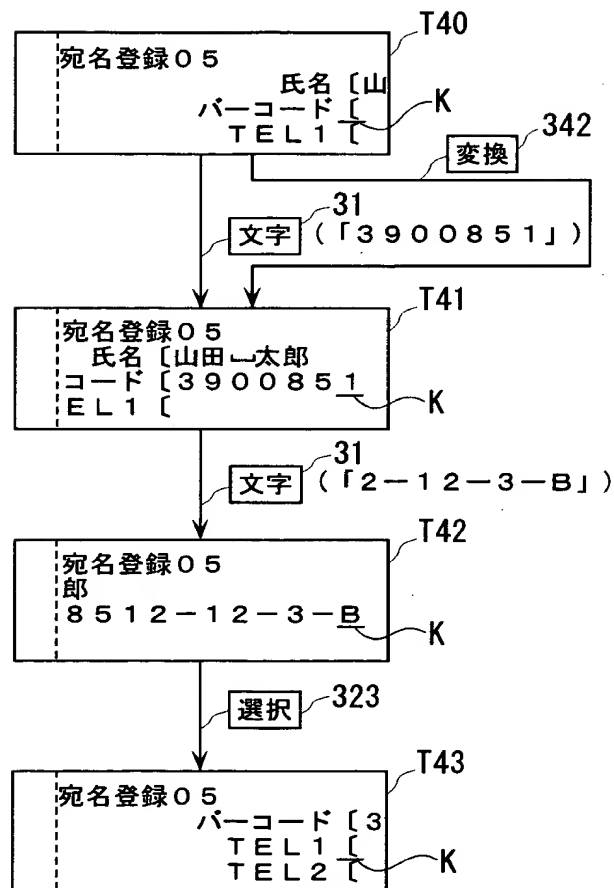 T40
宛名登録05
氏名〔山
バーコード〔
TEL1〔
K
変換
342
31
文字
(「3900851」)
T41
宛名登録05
氏名〔山田⎵太郎
コード〔3900851
EL1〔
K
31
文字
(「2-12-3-B」)
T42
宛名登録05
郎
8512-12-3-B
K
選択
323
T43
宛名登録05
バーコード〔3
TEL1〔
TEL2〔
K